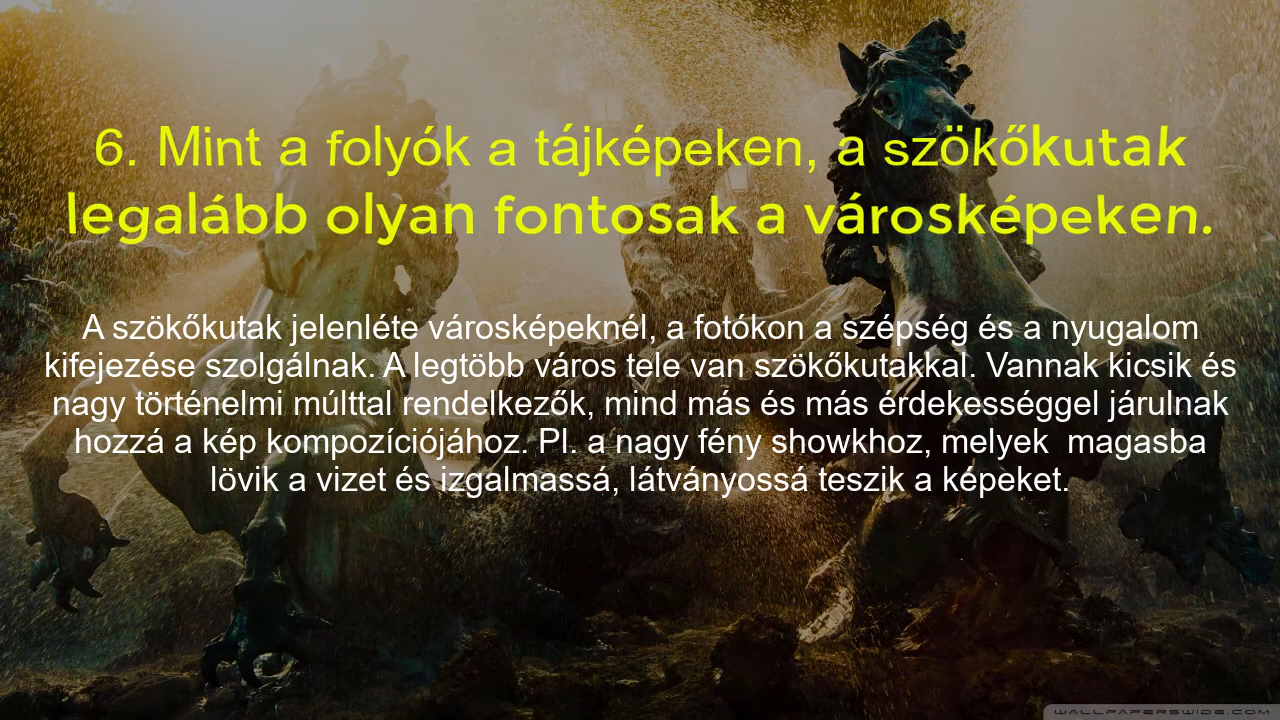 6. Mint a folyók a tájképeken, a szökőkutak
legalább olyan fontosak a városképeken.
A szökőkutak jelenléte városképeknél, a fotókon a szépség és a nyugalom
kifejezése szolgálnak. A legtöbb város tele van szökőkutakkal. Vannak kicsik és
nagy történelmi múlttal rendelkezők, mind más és más érdekességgel járulnak
hozzá a kép kompozíciójához. Pl. a nagy fény showkhoz, melyek  magasba
lövik a vizet és izgalmassá, látványossá teszik a képeket.
WALLPAPERSWIDE.COM